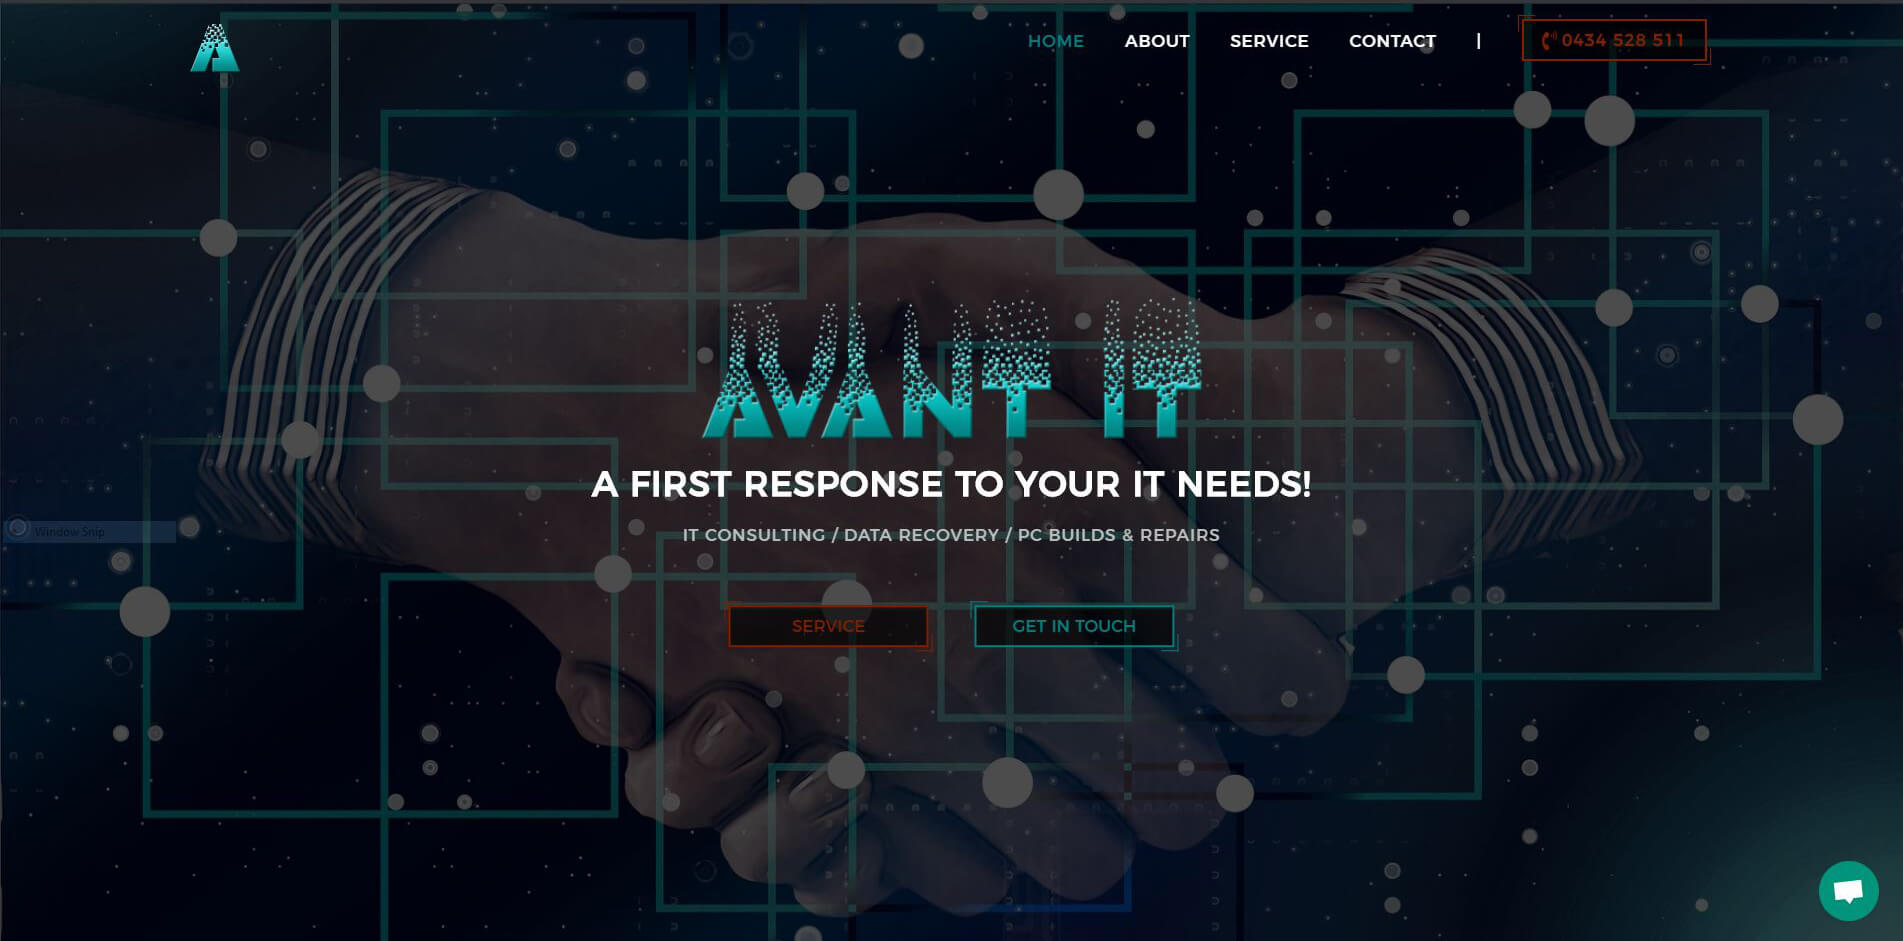 A
HOME ABOUT SERVICE CONTACT | 0434 528 511
AVANT IT
A FIRST RESPONSE TO YOUR IT NEEDS!
Window Snip
IT CONSULTING / DATA RECOVERY / PC BUILDS & REPAIRS
SERVICE GET IN TOUCH